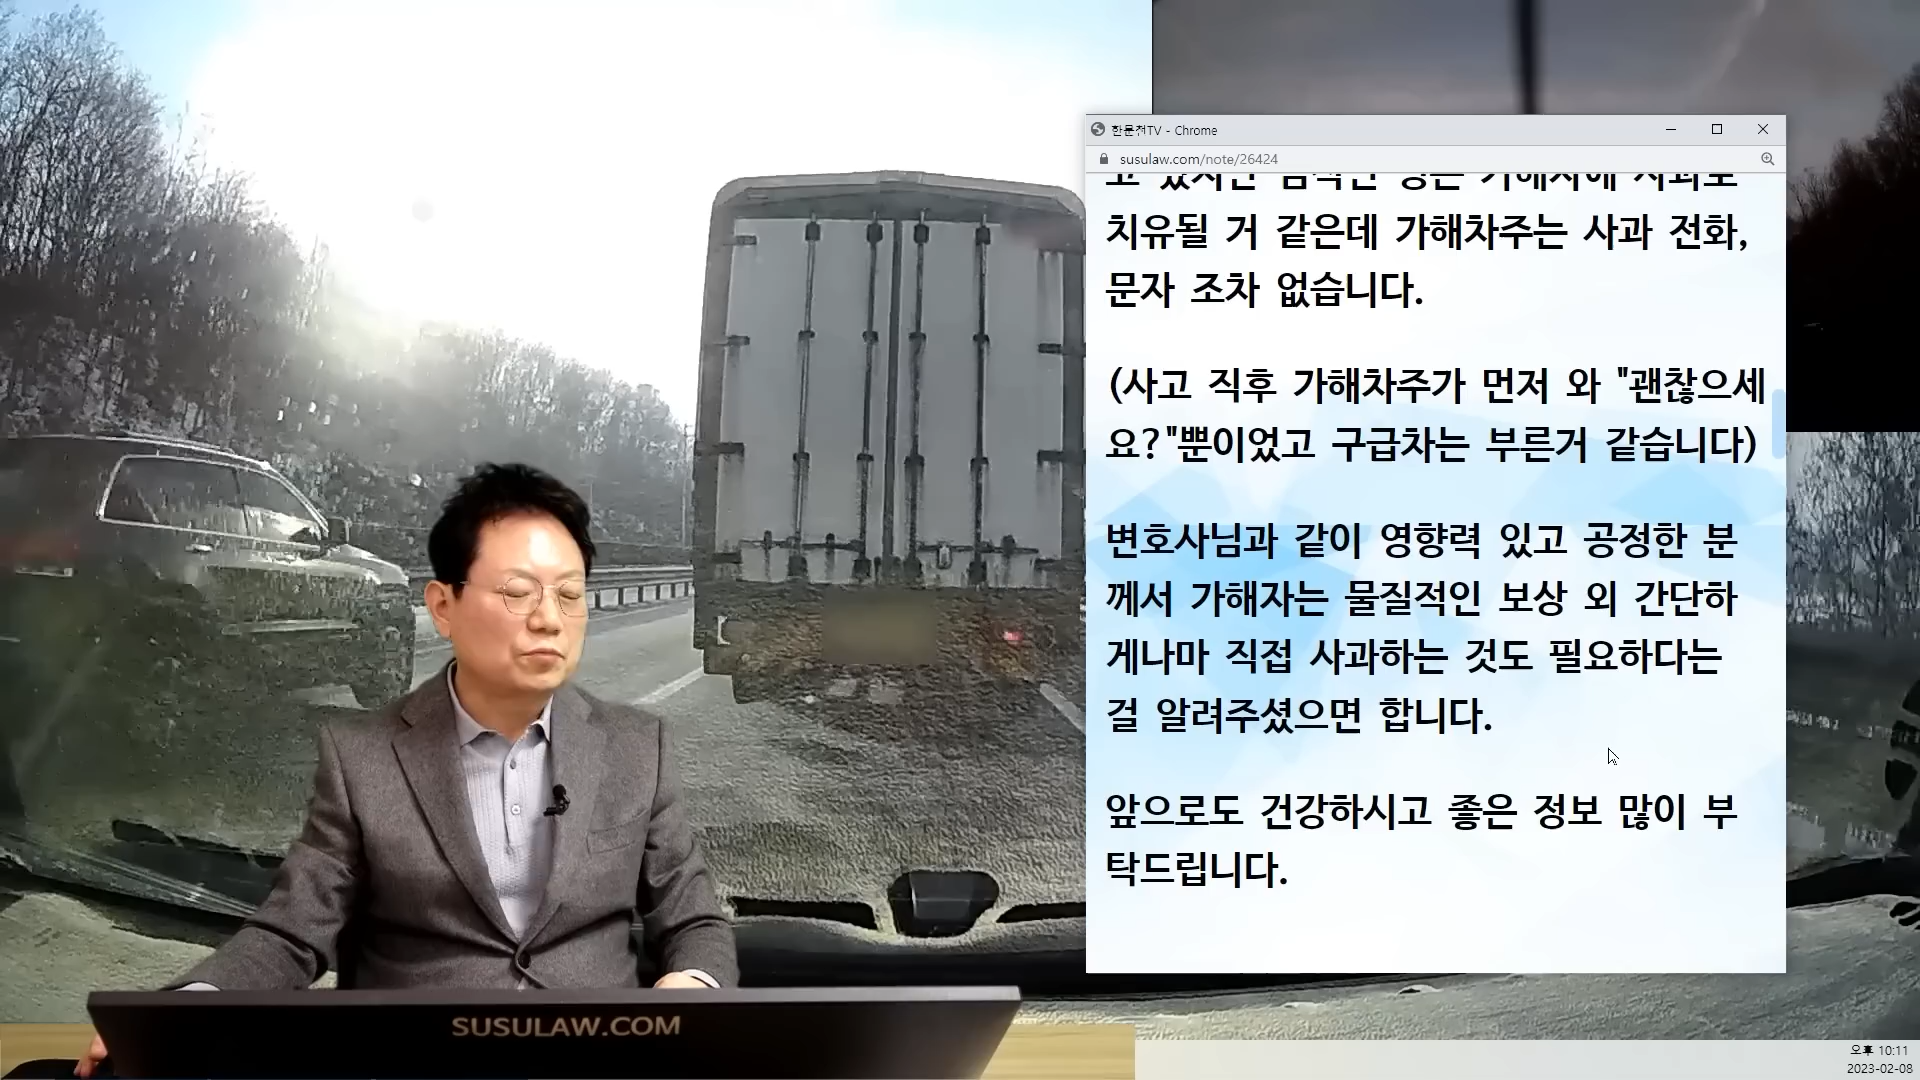 한문철TV - Chrome
susulaw.com/note/26424
치유될 거 같은데 가해차주는 사과 전화,
문자 조차 없습니다.
(사고 직후 가해차주가 먼저 와 "괜찮으세
요?"뿐이었고 구급차는 부른거 같습니다)
변호사님과 같이 영향력 있고 공정한 분
께서 가해자는 물질적인 보상 외 간단하
게나마 직접 사과하는 것도 필요하다는
걸 알려주셨으면 합니다.
앞으로도 건강하시고 좋은 정보 많이 부
탁드립니다.
SUSULAW.COM
오후 10:11
2023-02-08